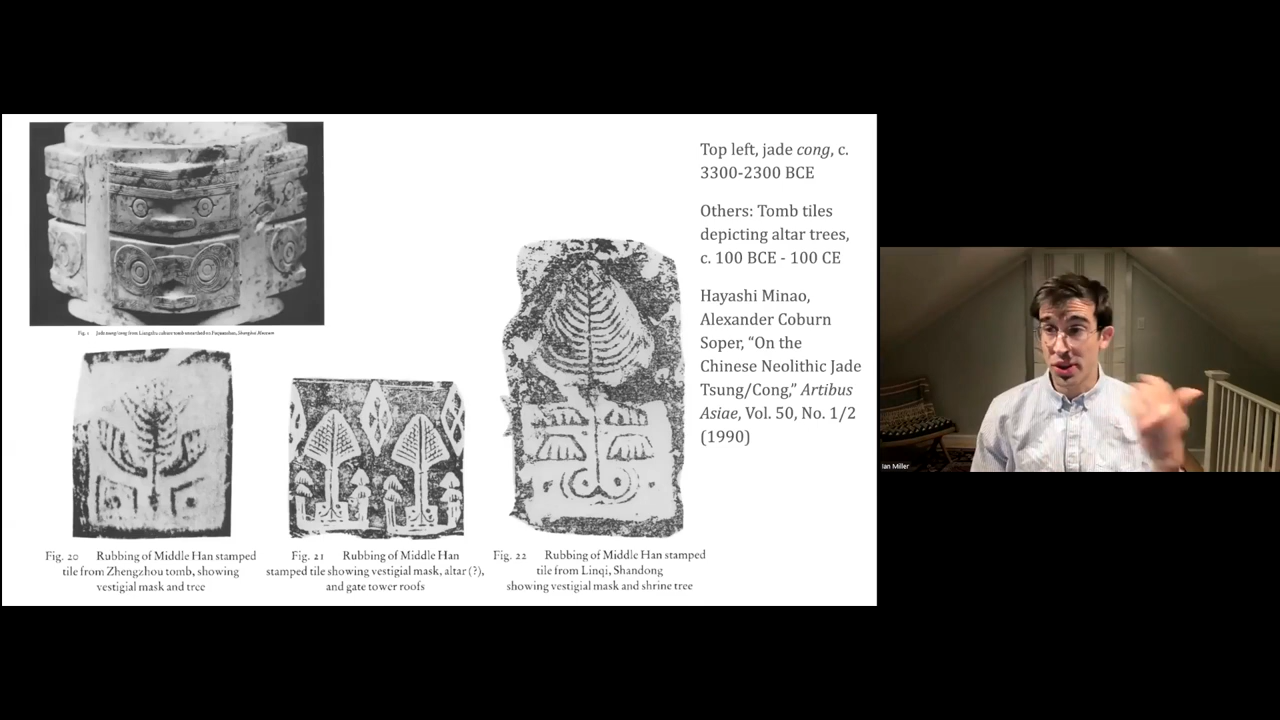 Top left, jade cong, c.
3300-2300 BCE
Others: Tomb tiles
depicting altar trees,
c. 100 BCE - 100 CE
Hayashi Minao,
Alexander Coburn
Soper, “On the
Chinese Neolithic Jade
Tsung/Cong,” Artibus
Asiae, Vol. 50, No. 1/2
(1990)
Fig. 20 Rubbing of Middle Han stamped
tile from Zhengzhou tomb, showing
vestigial mask and tree
Fig. 21 Rubbing of Middle Han
stamped tile showing vestigial mask, altar (?),
and gate tower roofs
Fig. 22 Rubbing of Middle Han stamped
tile from Linqi, Shandong
showing vestigial mask and shrine tree
Ian Miller